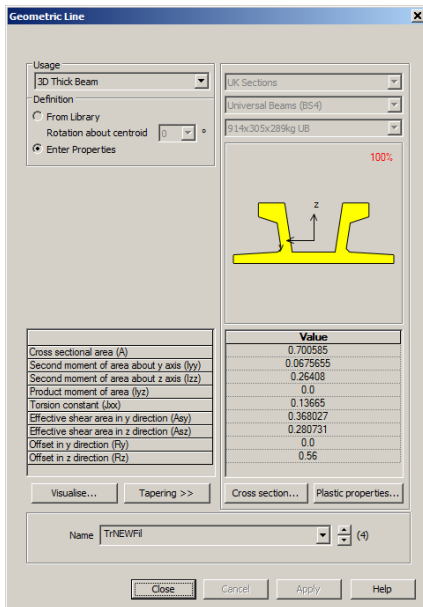 Geometric Line
Usage
3D Thick Beam
Definition
From Library
Rotation about centroid 0 °
Enter Properties
UK Sections
Universal Beams (BS4)
914x305x289kg UB
100%
z
Value
Cross sectional area (A) 0.700585
Second moment of area about y axis (Iyy) 0.0675655
Second moment of area about z axis (Izz) 0.26408
Product moment of area (Iyz) 0.0
Torsion constant (Jxx) 0.13665
Effective shear area in y direction (Asy) 0.368027
Effective shear area in z direction (Asz) 0.280731
Offset in y direction (Ry) 0.0
Offset in z direction (Rz) 0.56
Visualise... Tapering >> Cross section... Plastic properties...
Name TrNEWFil (4)
Close Cancel Apply Help